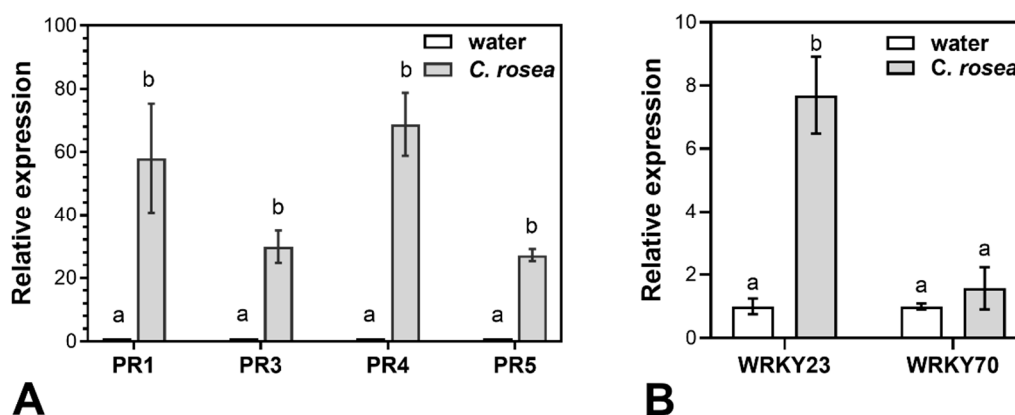 100
80
60
40
20
0
Relative expression
water
C. rosea
b
b
b
b
a
a
a
a
PR1 PR3 PR4 PR5
A
10
8
6
4
2
0
Relative expression
water
C. rosea
b
a
a
a
WRKY23 WRKY70
B